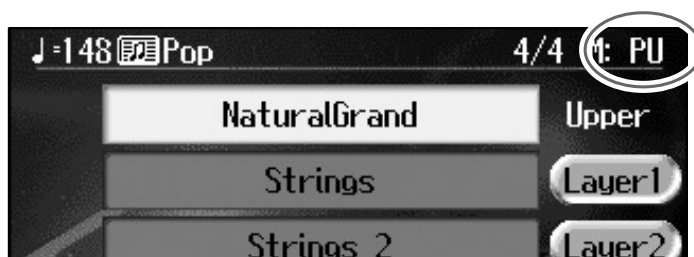 ♩=148 Pop 4/4 M: PU
NaturalGrand Upper
Strings Layer1
Strings 2 Layer2